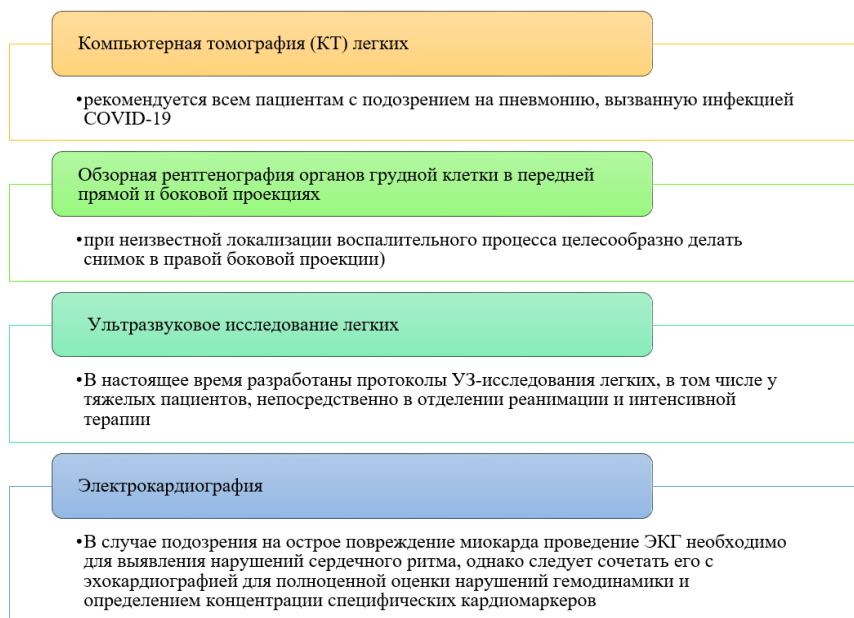 Компьютерная томография (КТ) легких
•рекомендуется всем пациентам с подозрением на пневмонию, вызванную инфекцией
COVID-19
Обзорная рентгенография органов грудной клетки в передней
прямой и боковой проекциях
•при неизвестной локализации воспалительного процесса целесообразно делать
снимок в правой боковой проекции)
Ультразвуковое исследование легких
•В настоящее время разработаны протоколы УЗ-исследования легких, в том числе у
тяжелых пациентов, непосредственно в отделении реанимации и интенсивной
терапии
Электрокардиография
•В случае подозрения на острое повреждение миокарда проведение ЭКГ необходимо
для выявления нарушений сердечного ритма, однако следует сочетать его с
эхокардиографией для полноценной оценки нарушений гемодинамики и
определением концентрации специфических кардиомаркеров